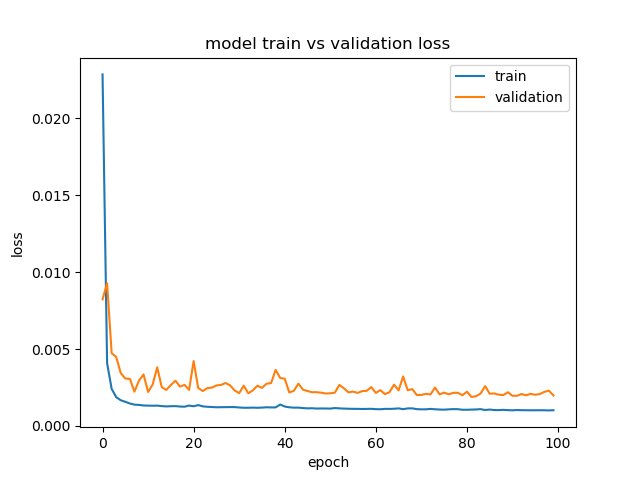 model train vs validation loss
train
validation
loss
0.020
0.015
0.010
0.005
0.000
0 20 40 60 80 100
epoch